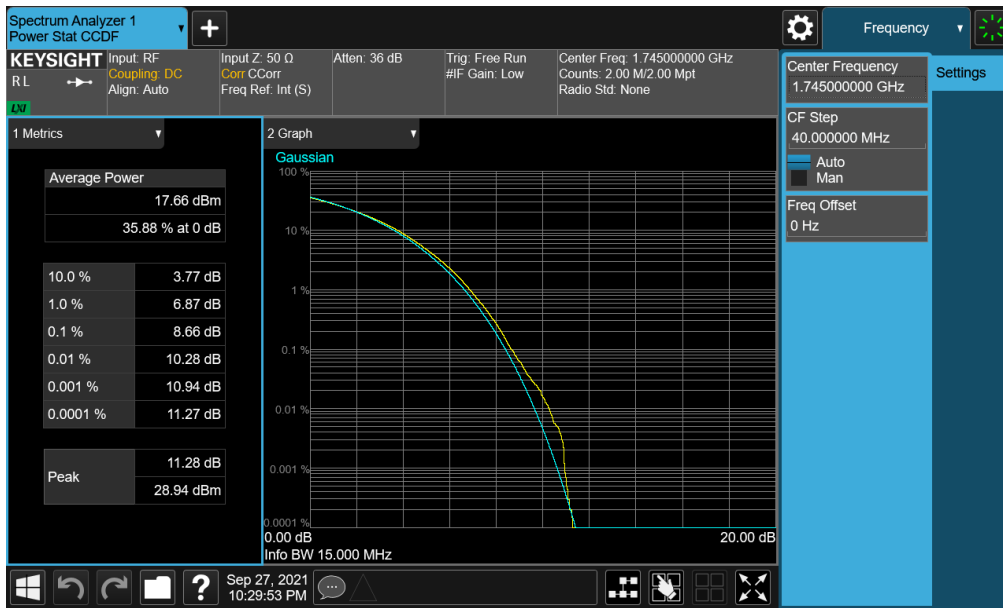 Spectrum Analyzer 1
Power Stat CCDF
+
Frequency
KEYSIGHT
R L
LXI
Input: RF
Coupling: DC
Align: Auto
Input Z: 50 Ω
Corr CCorr
Freq Ref: Int (S)
Atten: 36 dB
Trig: Free Run
#IF Gain: Low
Center Freq: 1.745000000 GHz
Counts: 2.00 M/2.00 Mpt
Radio Std: None
Center Frequency
1.745000000 GHz
Settings
CF Step
40.000000 MHz
Auto
Man
Freq Offset
0 Hz
1 Metrics
Average Power
17.66 dBm
35.88 % at 0 dB
10.0 % 3.77 dB
1.0 % 6.87 dB
0.1 % 8.66 dB
0.01 % 10.28 dB
0.001 % 10.94 dB
0.0001 % 11.27 dB
Peak
11.28 dB
28.94 dBm
2 Graph
Gaussian
100 %
10 %
1 %
0.1 %
0.01 %
0.001 %
0.0001 %
0.00 dB 20.00 dB
Info BW 15.000 MHz
?
Sep 27, 2021
10:29:53 PM